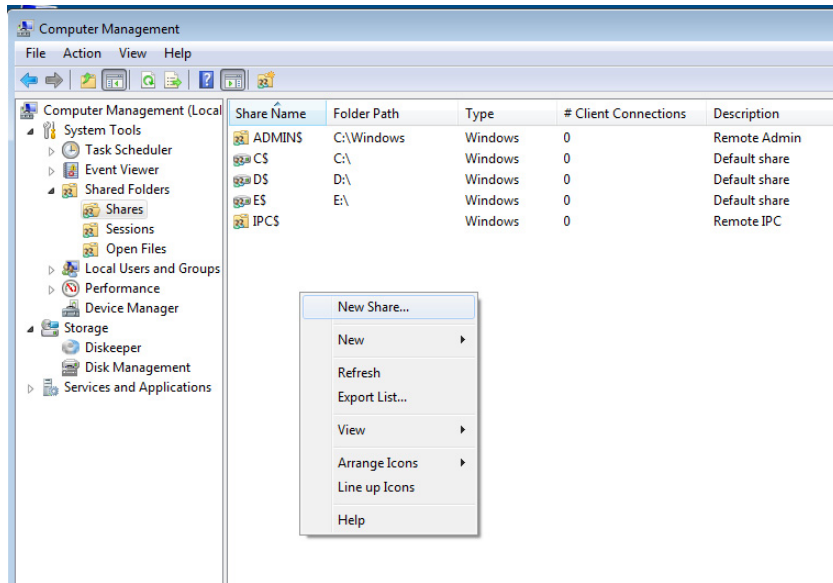 Computer Management
File Action View Help
Computer Management (Local
System Tools
Task Scheduler
Event Viewer
Shared Folders
Shares
Sessions
Open Files
Local Users and Groups
Performance
Device Manager
Storage
Diskeeper
Disk Management
Services and Applications
Share Name Folder Path Type # Client Connections Description
ADMIN$ C:\Windows Windows 0 Remote Admin
C$ C:\ Windows 0 Default share
D$ D:\ Windows 0 Default share
E$ E:\ Windows 0 Default share
IPC$ Windows 0 Remote IPC
New Share...
New
Refresh
Export List...
View
Arrange Icons
Line up Icons
Help